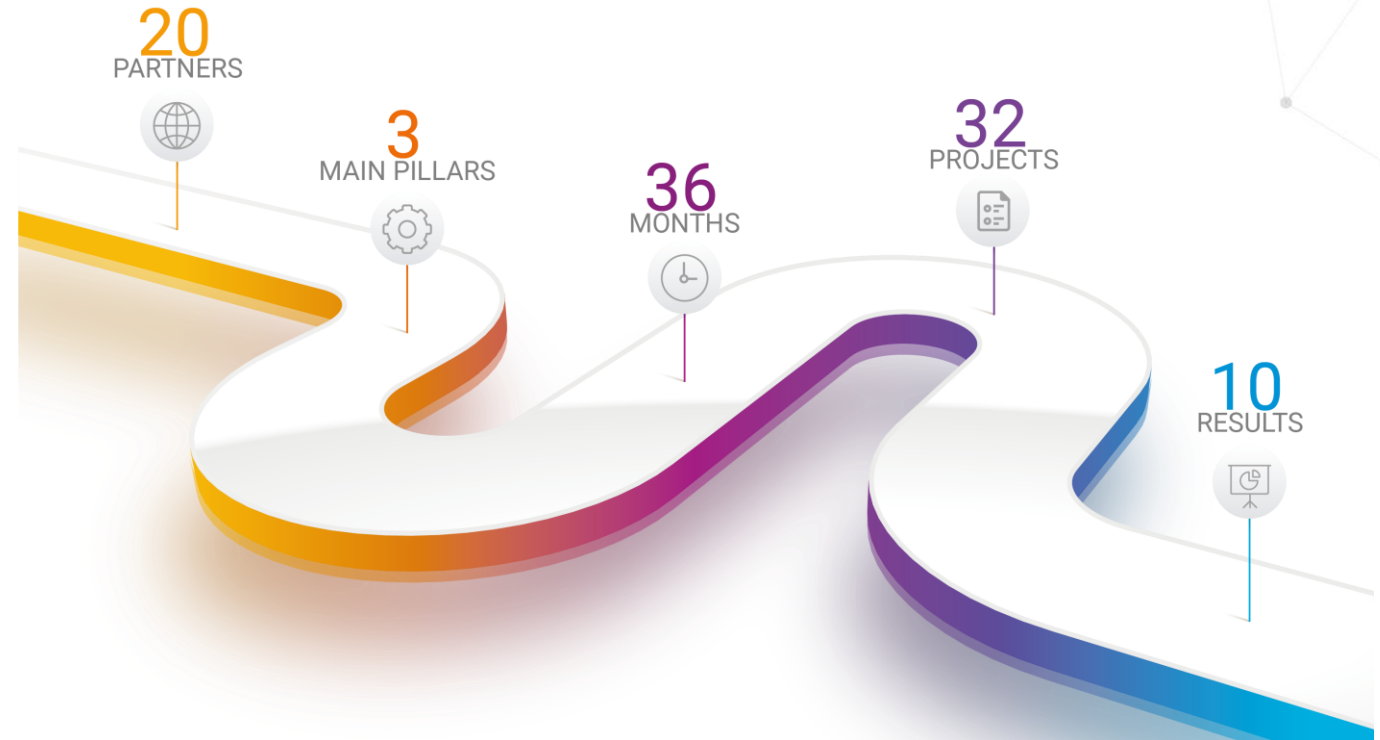 20
PARTNERS
3
MAIN PILLARS
36
MONTHS
32
PROJECTS
10
RESULTS